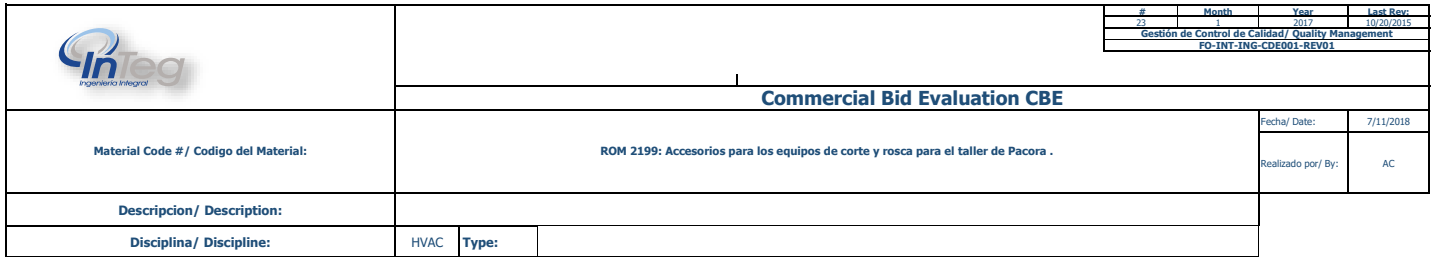 # Month Year Last Rev:
23 1 2017 10/20/2015
Gestión de Control de Calidad/ Quality Management
FO-INT-ING-CDE001-REV01
InTeg
Ingeniería Integral
Commercial Bid Evaluation CBE
Fecha/ Date: 7/11/2018
Material Code #/ Codigo del Material: ROM 2199: Accesorios para los equipos de corte y rosca para el taller de Pacora .
Realizado por/ By: AC
Descripcion/ Description:
Disciplina/ Discipline: HVAC Type: